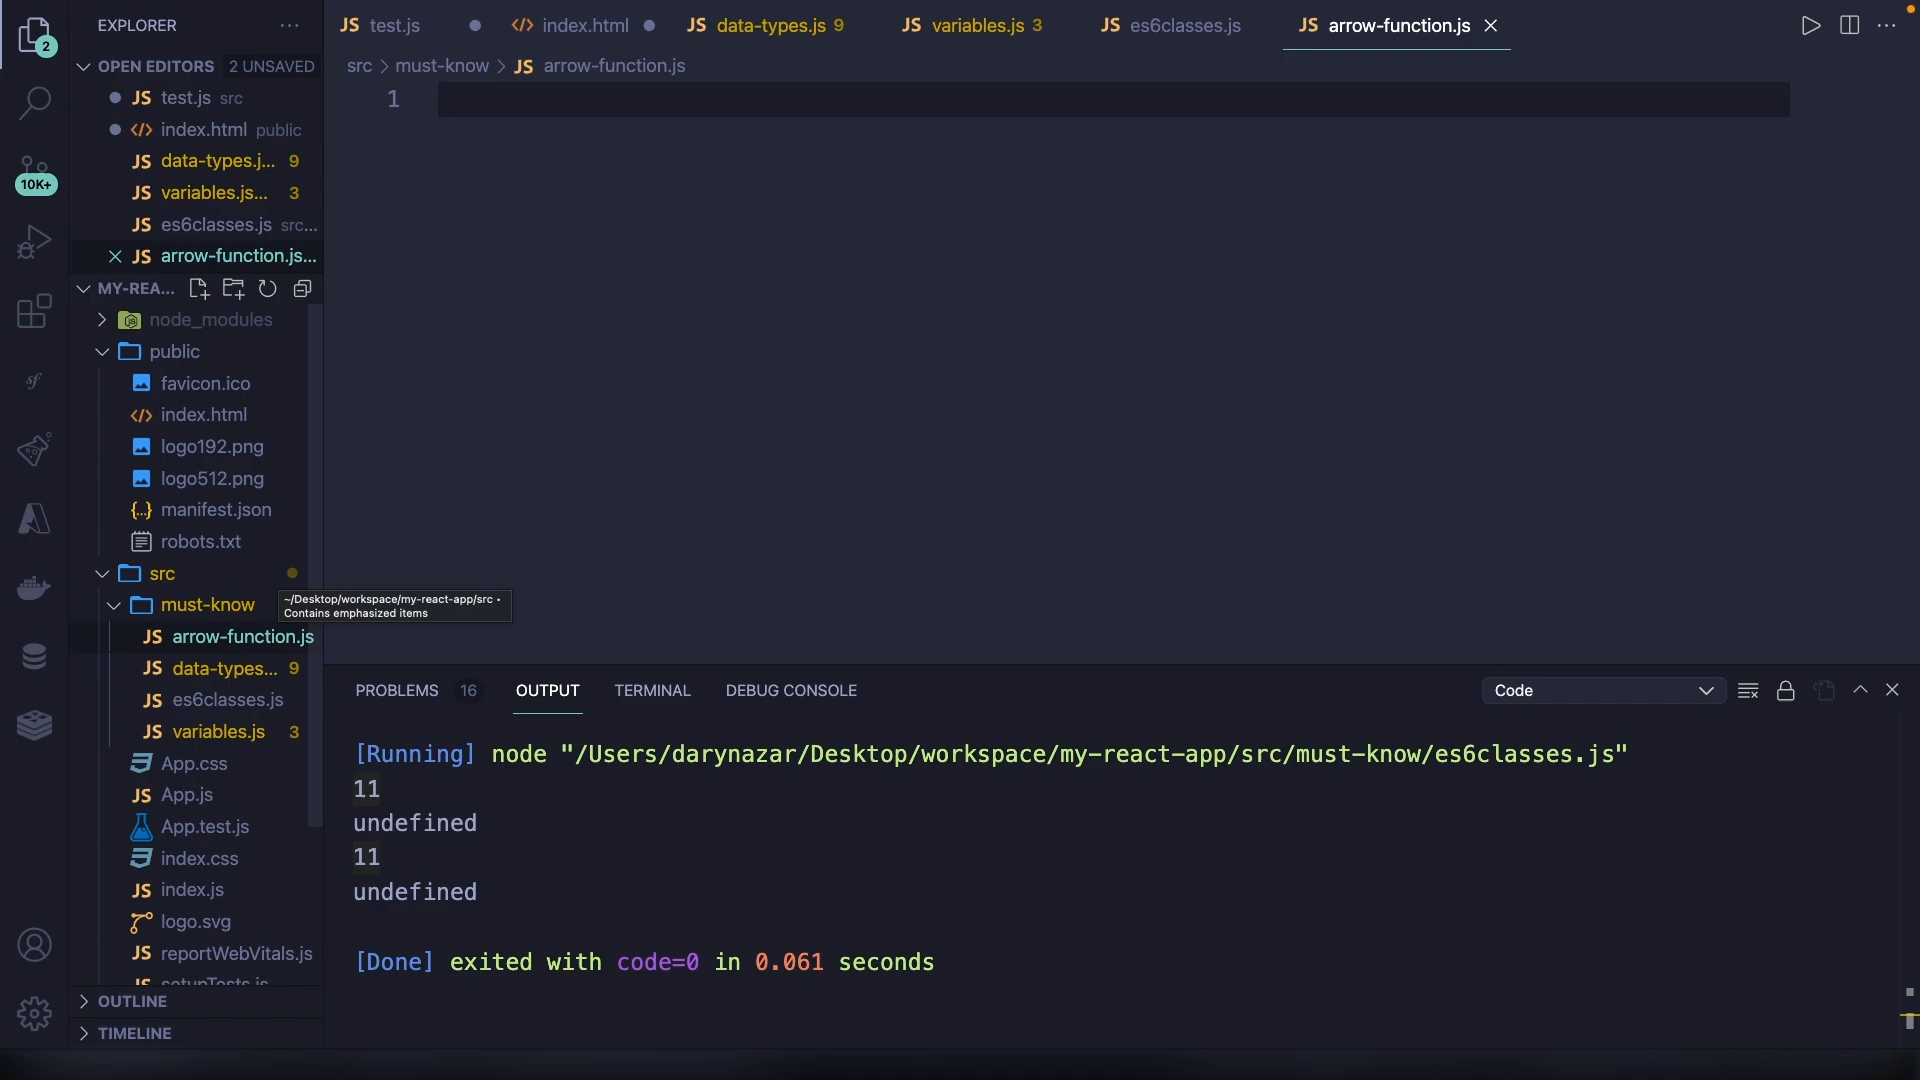 EXPLORER
2
OPEN EDITORS 2 UNSAVED
JS test.js src
</> index.html public
JS data-types.j... 9
JS variables.js... 3
JS es6classes.js src...
JS arrow-function.js...
10K+
MY-REA...
node_modules
public
favicon.ico
</> index.html
logo192.png
logo512.png
{...} manifest.json
robots.txt
src
must-know
JS arrow-function.js
JS data-types... 9
JS es6classes.js
JS variables.js 3
App.css
JS App.js
App.test.js
index.css
JS index.js
logo.svg
JS reportWebVitals.js
JS setupTests.js
OUTLINE
TIMELINE
JS test.js
</> index.html
JS data-types.js 9
JS variables.js 3
JS es6classes.js
JS arrow-function.js
src > must-know > JS arrow-function.js
1
~/Desktop/workspace/my-react-app/src •
Contains emphasized items
PROBLEMS 16 OUTPUT TERMINAL DEBUG CONSOLE
Code
[Running] node "/Users/darynazar/Desktop/workspace/my-react-app/src/must-know/es6classes.js"
11
undefined
11
undefined
[Done] exited with code=0 in 0.061 seconds